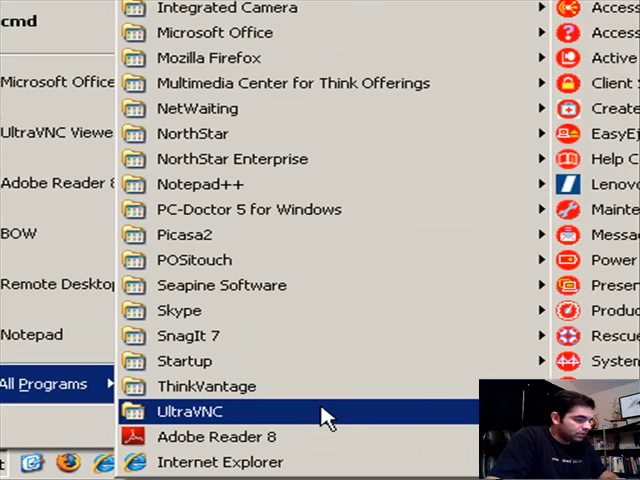 cmd
Microsoft Office
UltraVNC Viewe
Adobe Reader 8
BOW
Remote Deskto
Notepad
All Programs
Integrated Camera
Microsoft Office
Mozilla Firefox
Multimedia Center for Think Offerings
NetWaiting
NorthStar
NorthStar Enterprise
Notepad++
PC-Doctor 5 for Windows
Picasa2
POSitouch
Seapine Software
Skype
SnagIt 7
Startup
ThinkVantage
UltraVNC
Adobe Reader 8
Internet Explorer
Access
Access
Active
Client
Create
EasyEj
Help C
Lenovo
Mainte
Messa
Power
Presen
Produc
Rescue
System